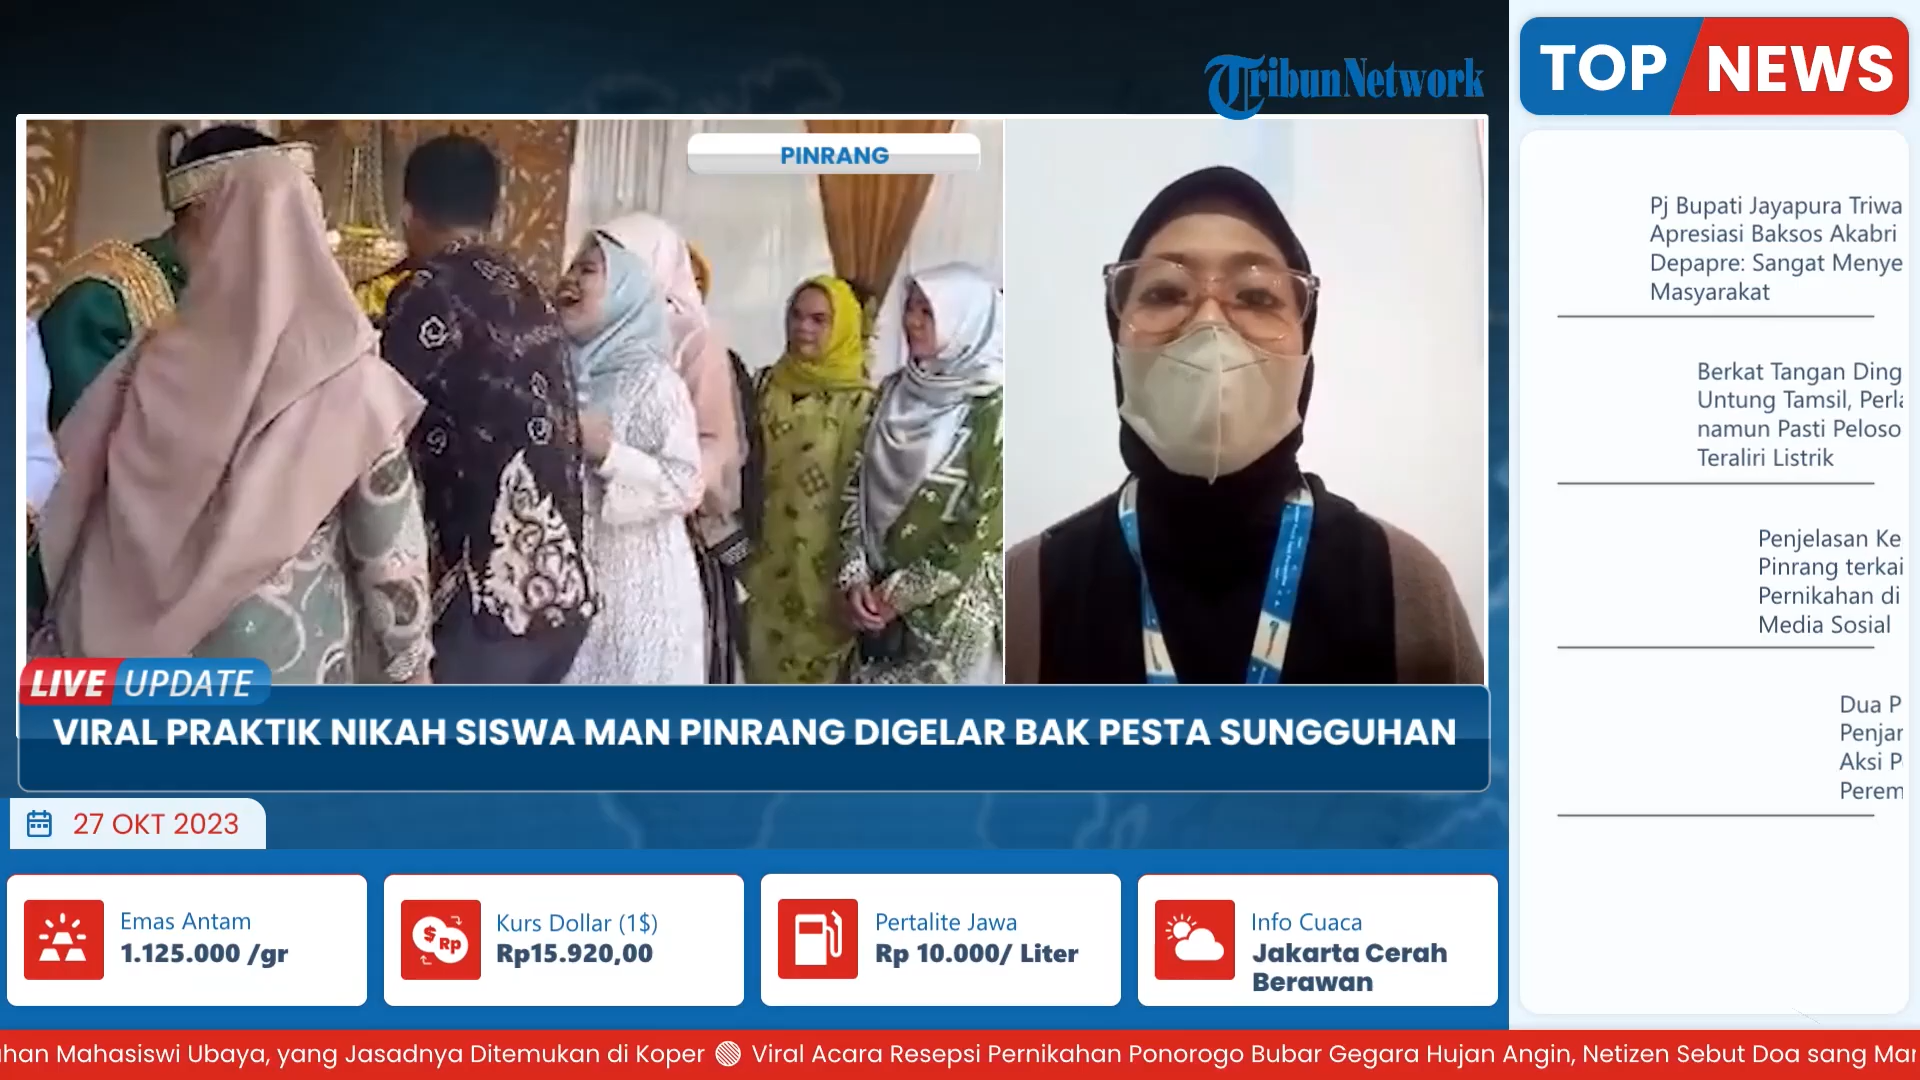 TribunNetwork
TOP NEWS
PINRANG
Pj Bupati Jayapura Triwa
Apresiasi Baksos Akabri
Depapre: Sangat Menye
Masyarakat
Berkat Tangan Ding
Untung Tamsil, Perla
namun Pasti Peloso
Teraliri Listrik
Penjelasan Ke
Pinrang terkai
Pernikahan di
Media Sosial
Dua P
Penjar
Aksi P
Perem
LIVE UPDATE
VIRAL PRAKTIK NIKAH SISWA MAN PINRANG DIGELAR BAK PESTA SUNGGUHAN
27 OKT 2023
Emas Antam
1.125.000 /gr
Kurs Dollar (1$)
Rp15.920,00
Pertalite Jawa
Rp 10.000/ Liter
Info Cuaca
Jakarta Cerah
Berawan
$ Rp
han Mahasiswi Ubaya, yang Jasadnya Ditemukan di Koper Viral Acara Resepsi Pernikahan Ponorogo Bubar Gegara Hujan Angin, Netizen Sebut Doa sang Mar